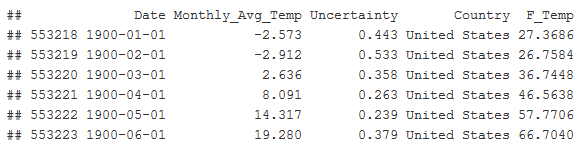 ##              Date Monthly_Avg_Temp Uncertainty       Country  F_Temp
## 553218 1900-01-01           -2.573       0.443 United States 27.3686
## 553219 1900-02-01           -2.912       0.533 United States 26.7584
## 553220 1900-03-01            2.636       0.358 United States 36.7448
## 553221 1900-04-01            8.091       0.263 United States 46.5638
## 553222 1900-05-01           14.317       0.239 United States 57.7706
## 553223 1900-06-01           19.280       0.379 United States 66.7040